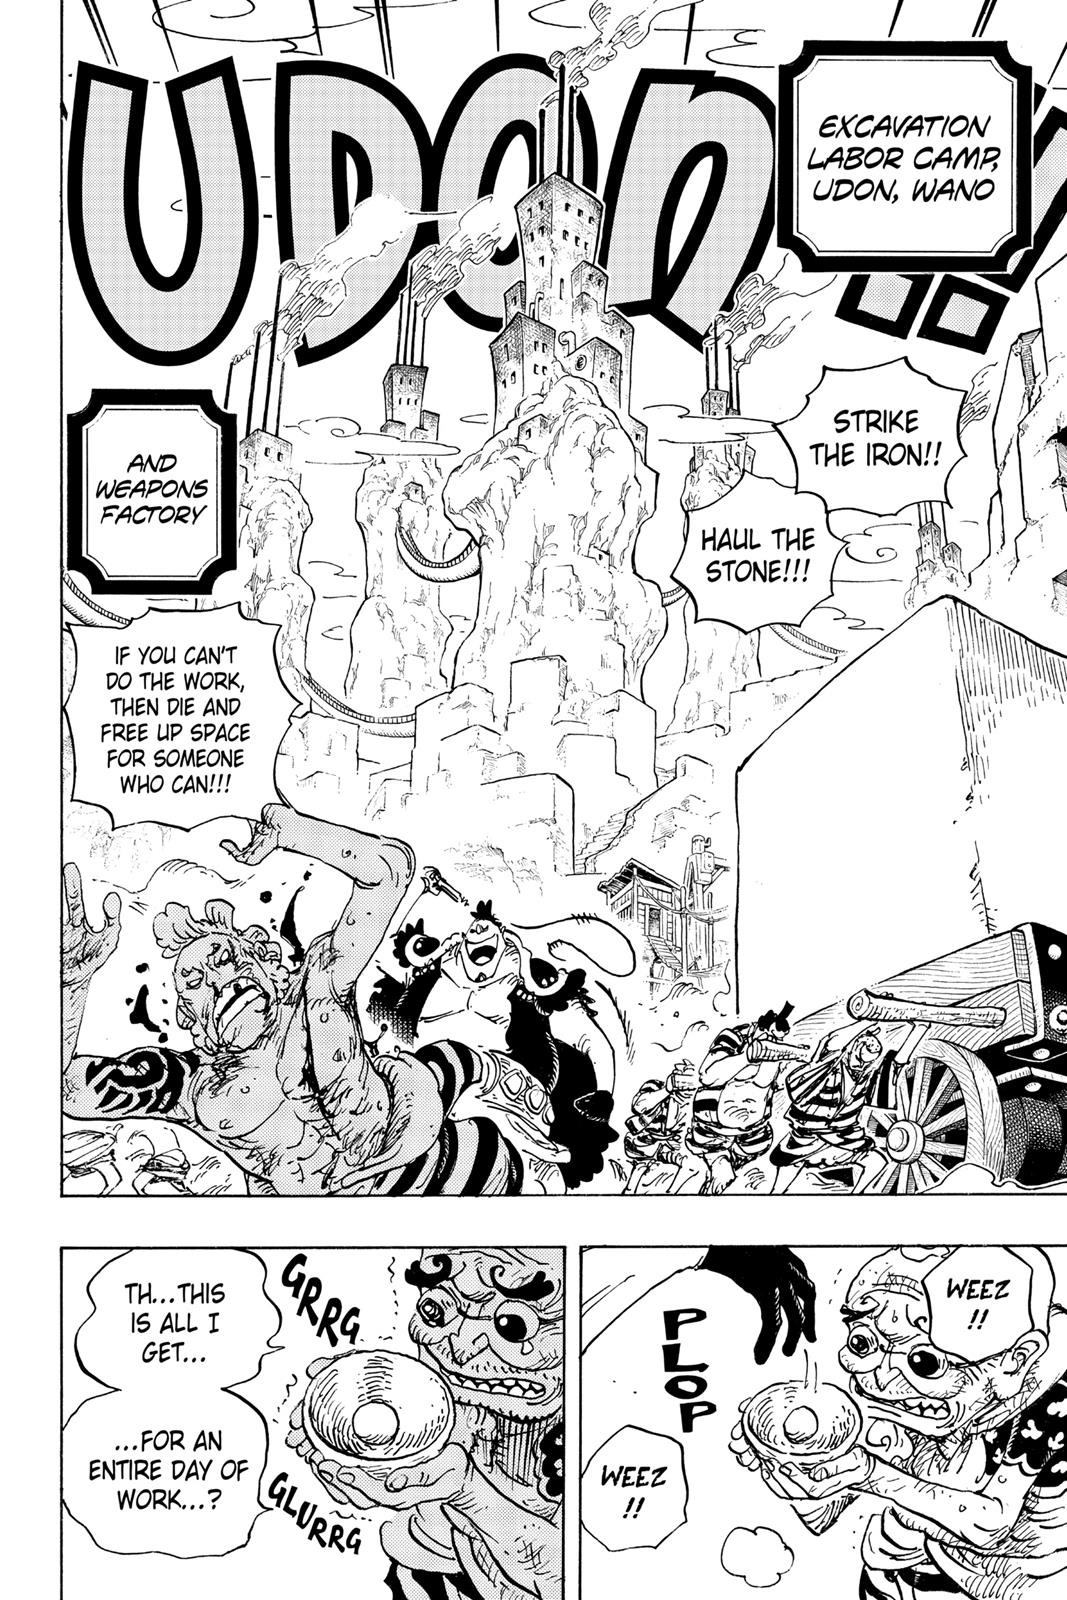 UDON!!
EXCAVATION
LABOR CAMP,
UDON, WANO
AND
WEAPONS
FACTORY
STRIKE
THE IRON!!
HAUL THE
STONE!!!
IF YOU CAN'T
DO THE WORK,
THEN DIE AND
FREE UP SPACE
FOR SOMEONE
WHO CAN!!!
TH...THIS
IS ALL I
GET...
...FOR AN
ENTIRE DAY OF
WORK...?
GRRRG
GLURRG
PLOP
WEEZ
!!
WEEZ
!!